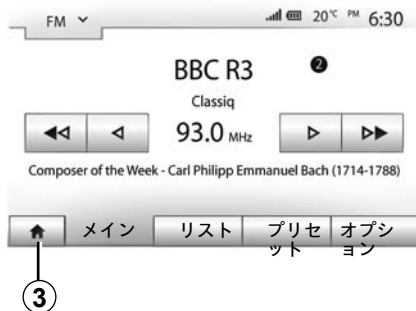 FM 20°C PM 6:30
BBC R3 2
Classiq
93.0 MHz
Composer of the Week - Carl Philipp Emmanuel Bach (1714-1788)
メイン リスト プリセット オプション
3